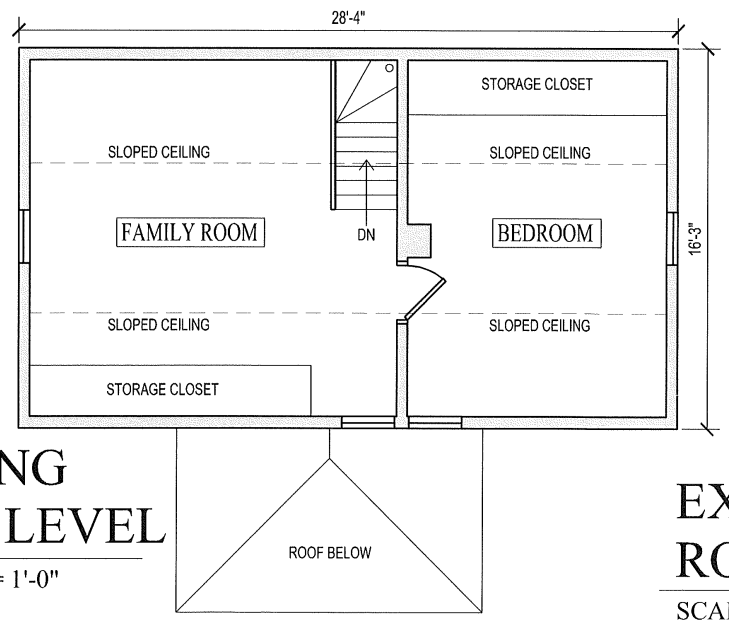 28'-4"
STORAGE CLOSET
SLOPED CEILING
SLOPED CEILING
FAMILY ROOM
DN
BEDROOM
16'-3"
SLOPED CEILING
SLOPED CEILING
STORAGE CLOSET
NG
LEVEL
= 1'-0"
ROOF BELOW
EX
RO
SCAL